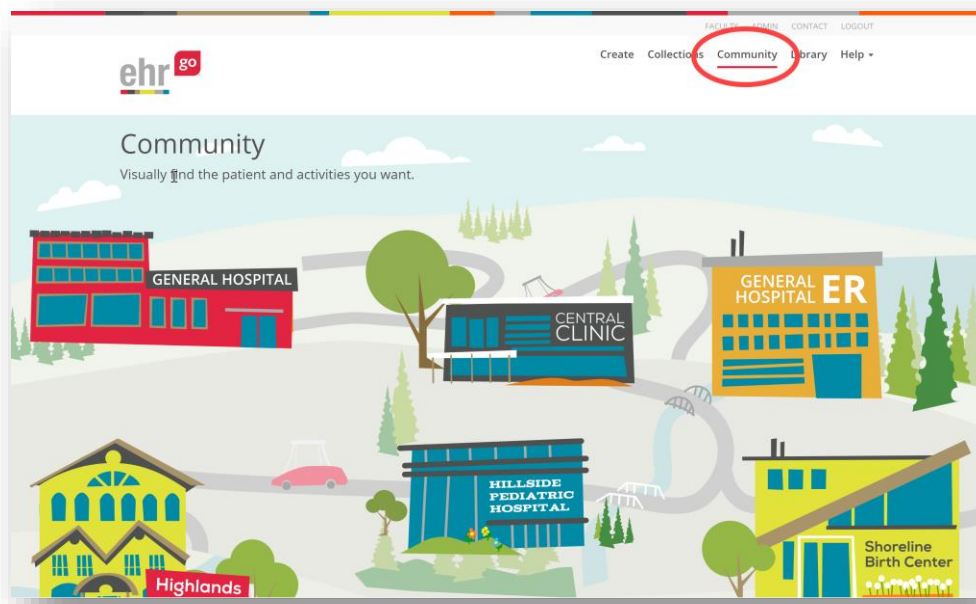 FACULTY ADMIN CONTACT LOGOUT
ehr go
Create Collections Community Library Help
Community
Visually find the patient and activities you want.
GENERAL HOSPITAL
CENTRAL
CLINIC
GENERAL
HOSPITAL ER
HILLSIDE
PEDIATRIC
HOSPITAL
Shoreline
Birth Center
Highlands